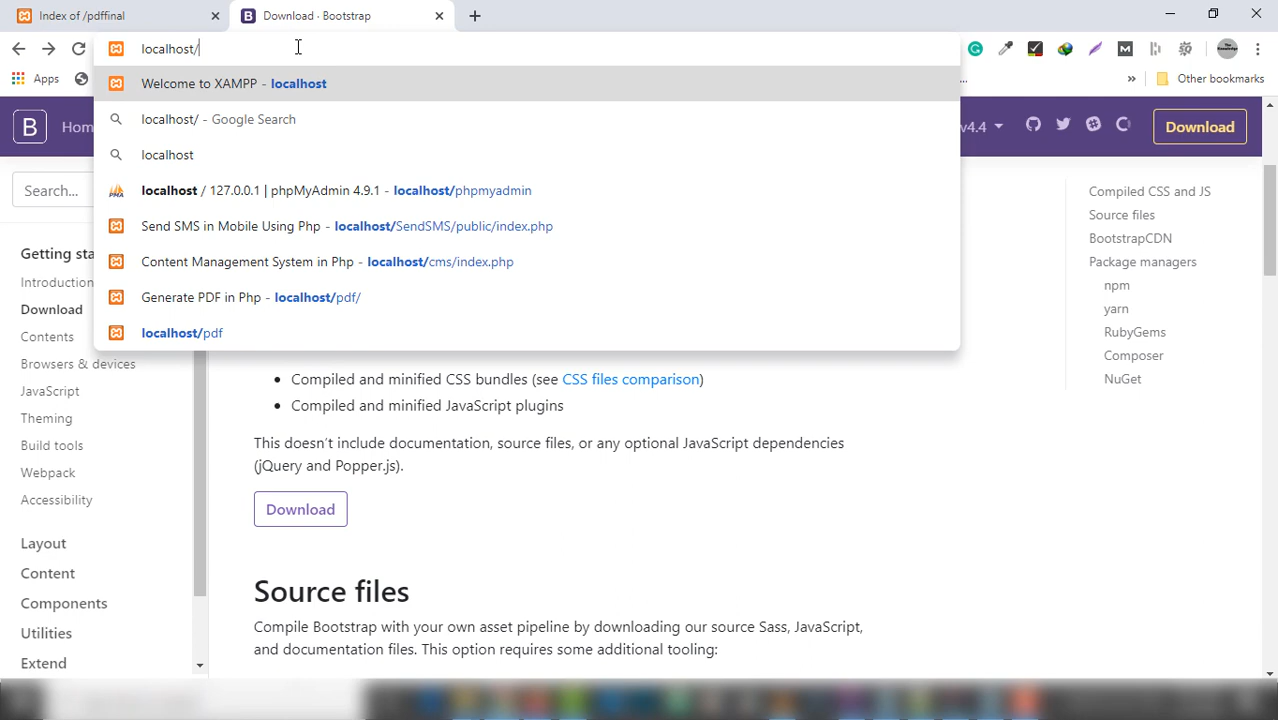 Index of /pdffinal
Download · Bootstrap
localhost/
Apps
Other bookmarks
Welcome to XAMPP - localhost
localhost/ - Google Search
localhost
localhost / 127.0.0.1 | phpMyAdmin 4.9.1 - localhost/phpmyadmin
Send SMS in Mobile Using Php - localhost/SendSMS/public/index.php
Content Management System in Php - localhost/cms/index.php
Generate PDF in Php - localhost/pdf/
localhost/pdf
B
Hom
v4.4
Download
Search...
Getting sta
Introduction
Download
Contents
Browsers & devices
JavaScript
Theming
Build tools
Webpack
Accessibility
Layout
Content
Components
Utilities
Extend
Compiled and minified CSS bundles (see CSS files comparison)
Compiled and minified JavaScript plugins
This doesn't include documentation, source files, or any optional JavaScript dependencies
(jQuery and Popper.js).
Download
Source files
Compile Bootstrap with your own asset pipeline by downloading our source Sass, JavaScript,
and documentation files. This option requires some additional tooling:
Compiled CSS and JS
Source files
BootstrapCDN
Package managers
npm
yarn
RubyGems
Composer
NuGet